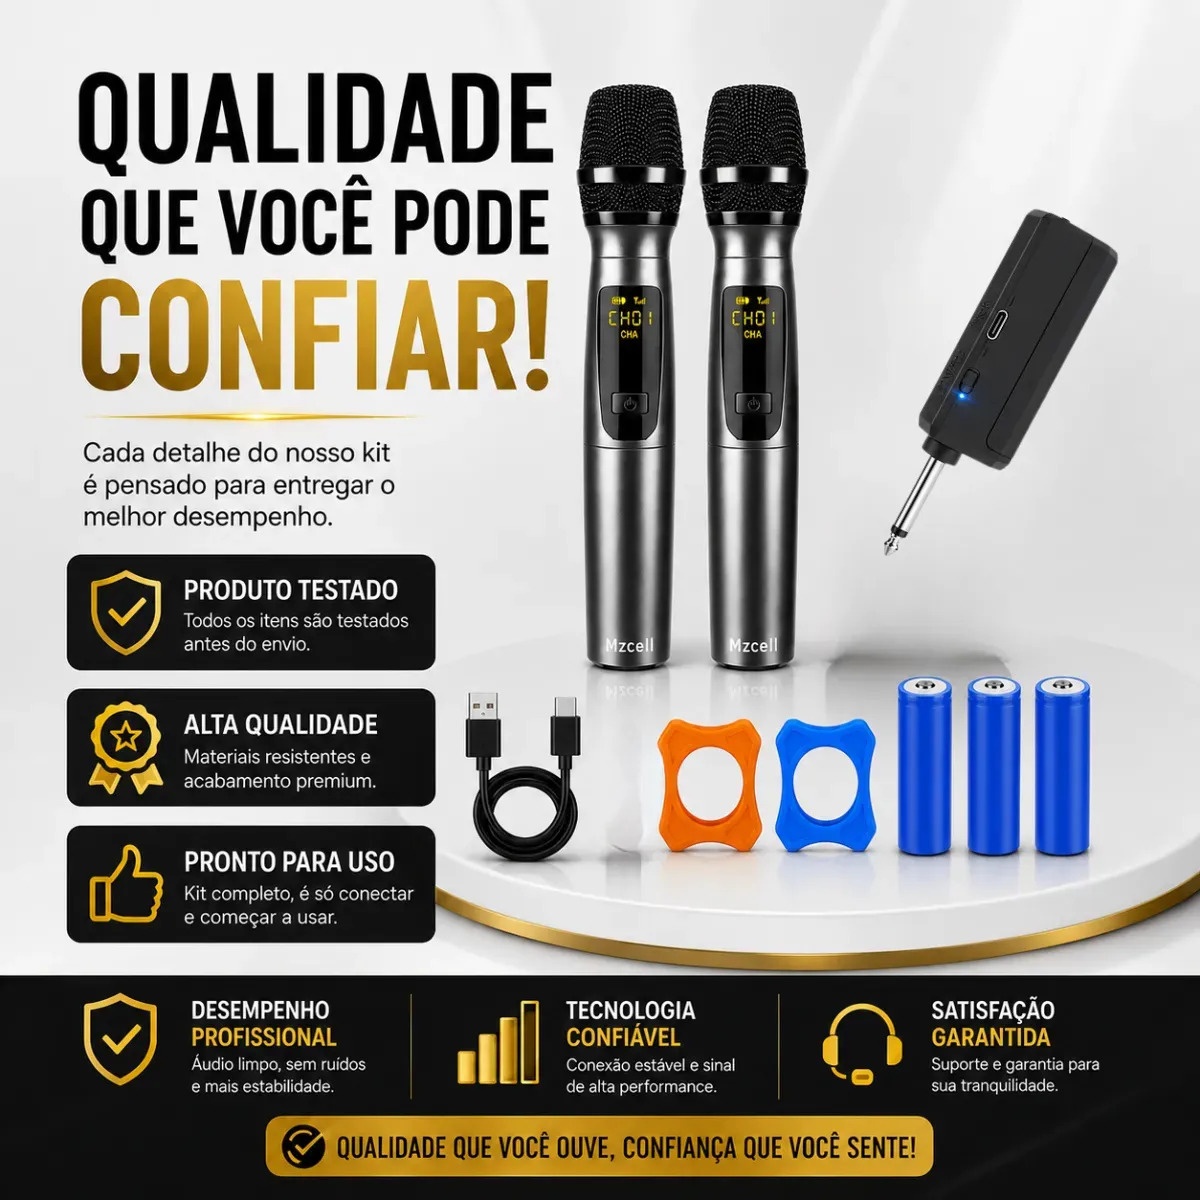 QUALIDADE
QUE VOCÊ PODE
CONFIAR!
Cada detalhe do nosso kit
é pensado para entregar o
melhor desempenho.
PRODUTO TESTADO
Todos os itens são testados
antes do envio.
ALTA QUALIDADE
Materiais resistentes e
acabamento premium.
PRONTO PARA USO
Kit completo, é só conectar
e começar a usar.
CH01
CHA
Mzcell
CH01
CHA
Mzcell
DESEMPENHO
PROFISSIONAL
Áudio limpo, sem ruídos
e mais estabilidade.
TECNOLOGIA
CONFIÁVEL
Conexão estável e sinal
de alta performance.
SATISFAÇÃO
GARANTIDA
Suporte e garantia para
sua tranquilidade.
QUALIDADE QUE VOCÊ OUVE, CONFIANÇA QUE VOCÊ SENTE!